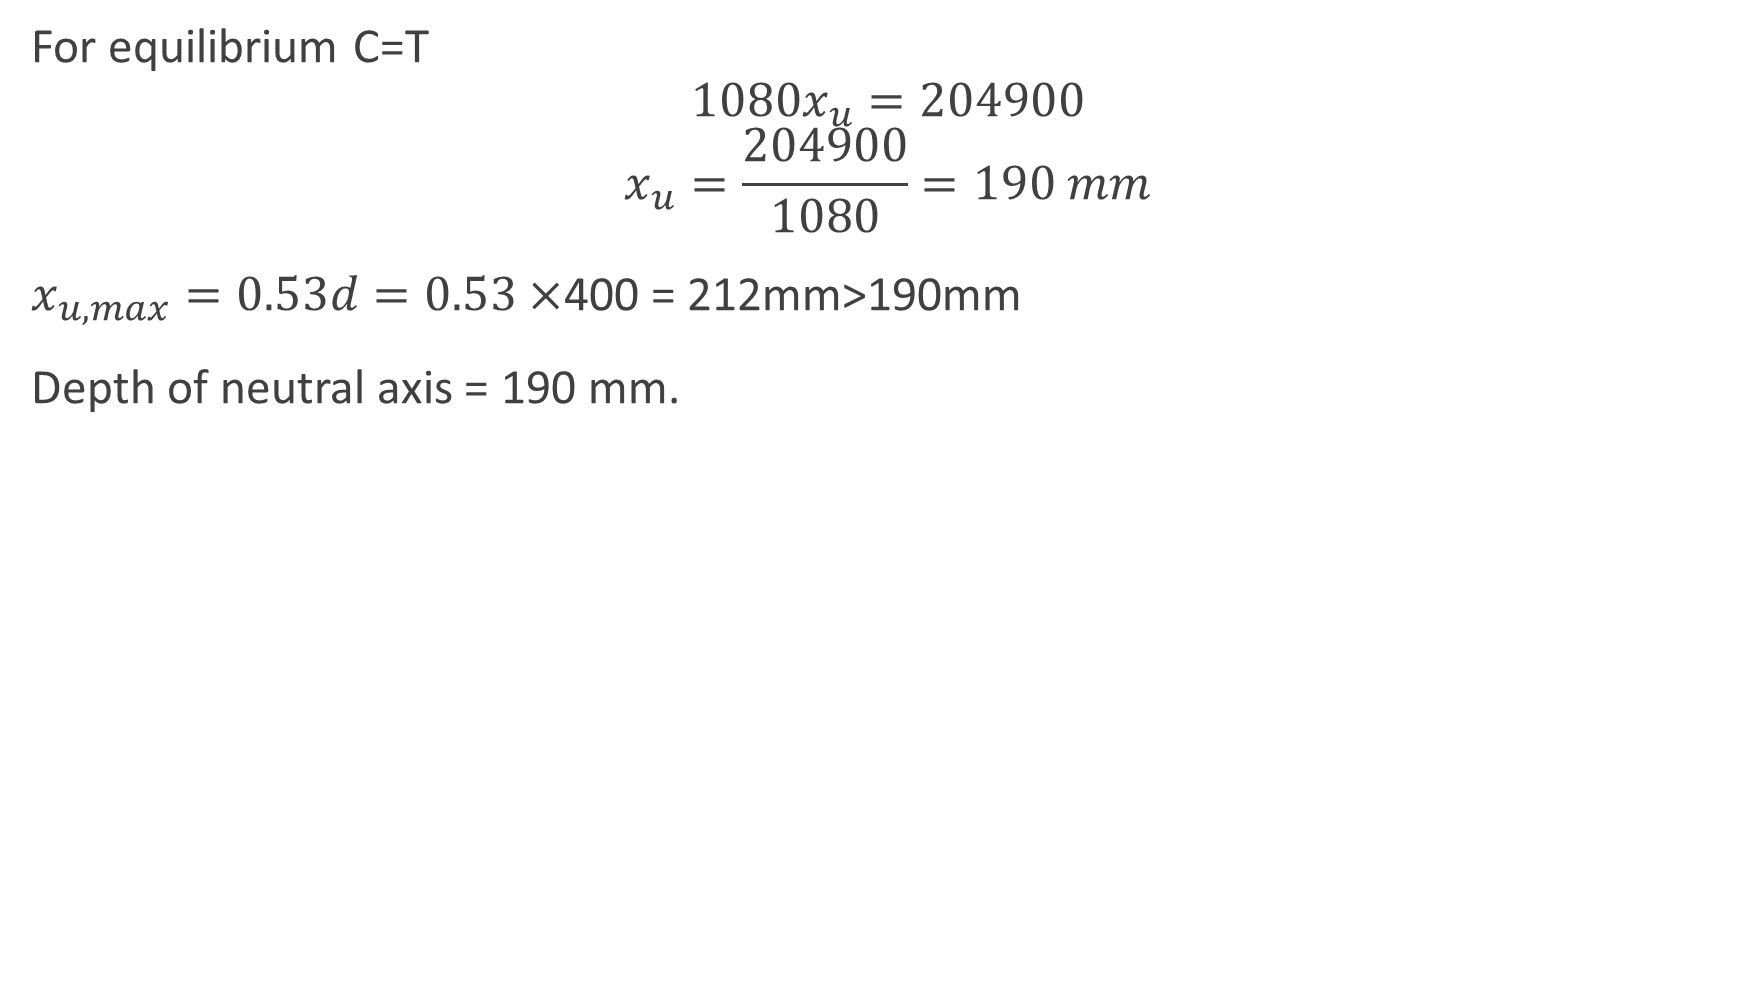 For equilibrium C=T
1080x_u = 204900
x_u = 204900/1080 = 190 mm
x_{u,max} = 0.53d = 0.53 ×400 = 212mm>190mm
Depth of neutral axis = 190 mm.